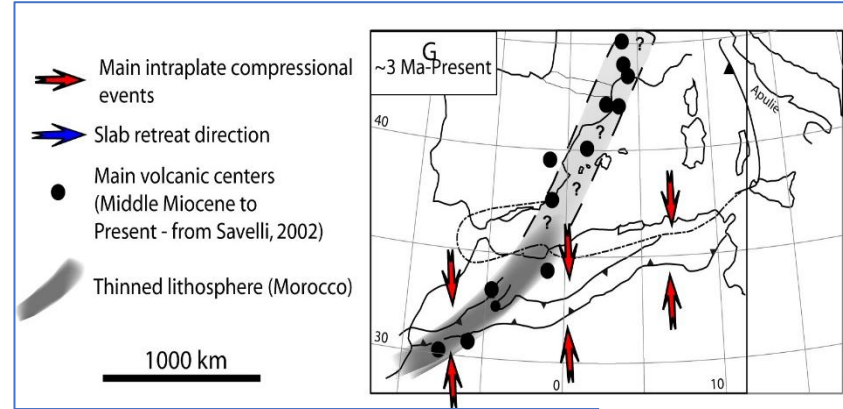 Main intraplate compressional
events
Slab retreat direction
Main volcanic centers
(Middle Miocene to
Present - from Savelli, 2002)
Thinned lithosphere (Morocco)
1000 km
G
~3 Ma-Present
?
?
?
?
?
Apulie
40
30
0
10